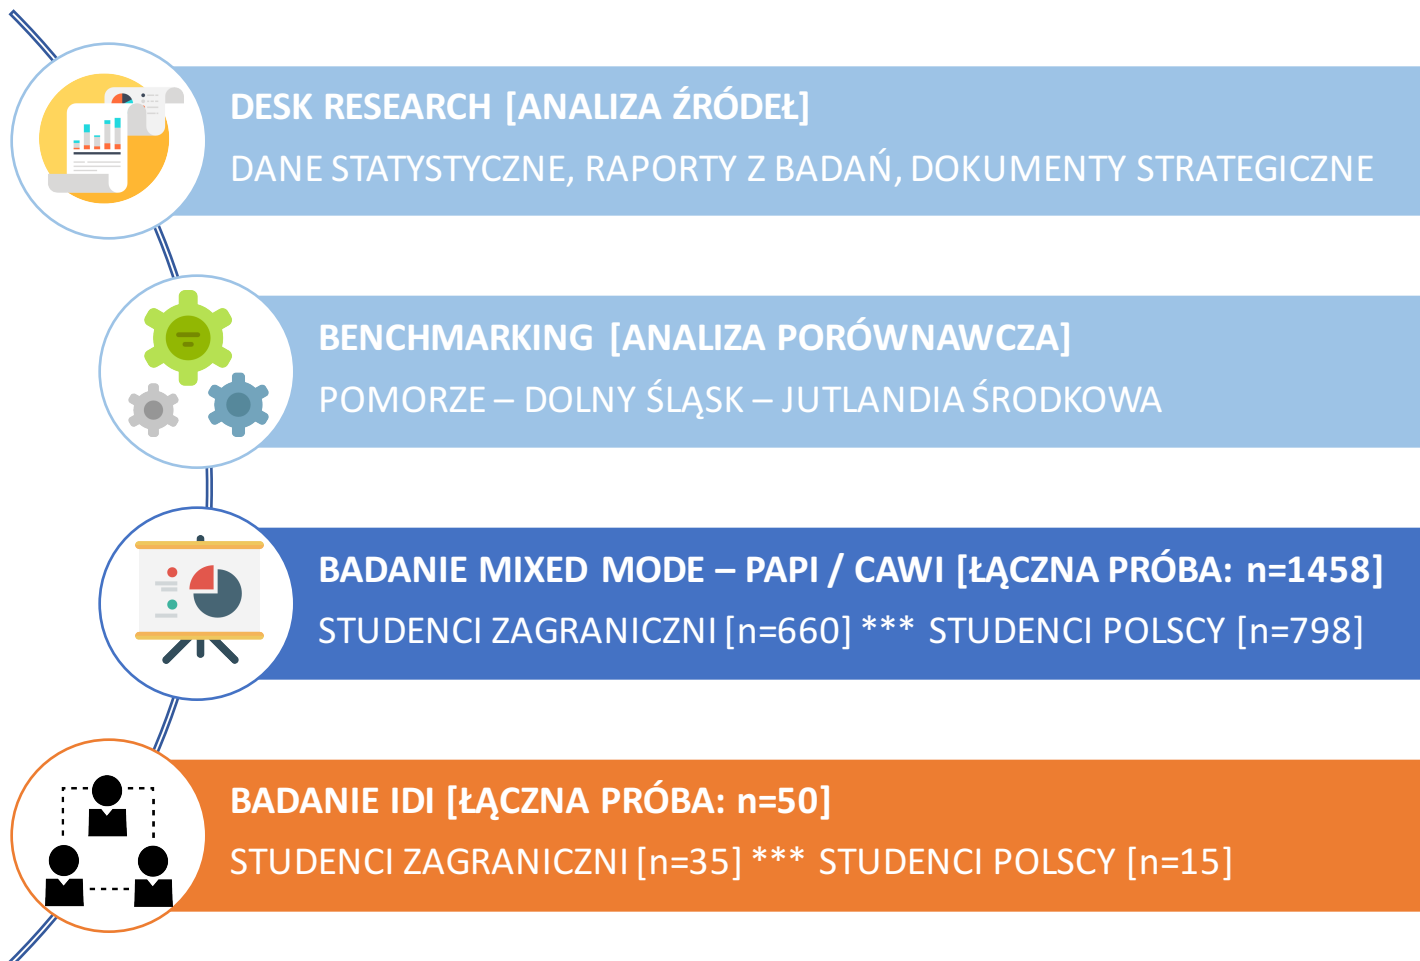 DESK RESEARCH [ANALIZA ŹRÓDEŁ]
DANE STATYSTYCZNE, RAPORTY Z BADAŃ, DOKUMENTY STRATEGICZNE
BENCHMARKING [ANALIZA PORÓWNAWCZA]
POMORZE – DOLNY ŚLĄSK – JUTLANDIA ŚRODKOWA
BADANIE MIXED MODE – PAPI / CAWI [ŁĄCZNA PRÓBA: n=1458]
STUDENCI ZAGRANICZNI [n=660] *** STUDENCI POLSCY [n=798]
BADANIE IDI [ŁĄCZNA PRÓBA: n=50]
STUDENCI ZAGRANICZNI [n=35] *** STUDENCI POLSCY [n=15]